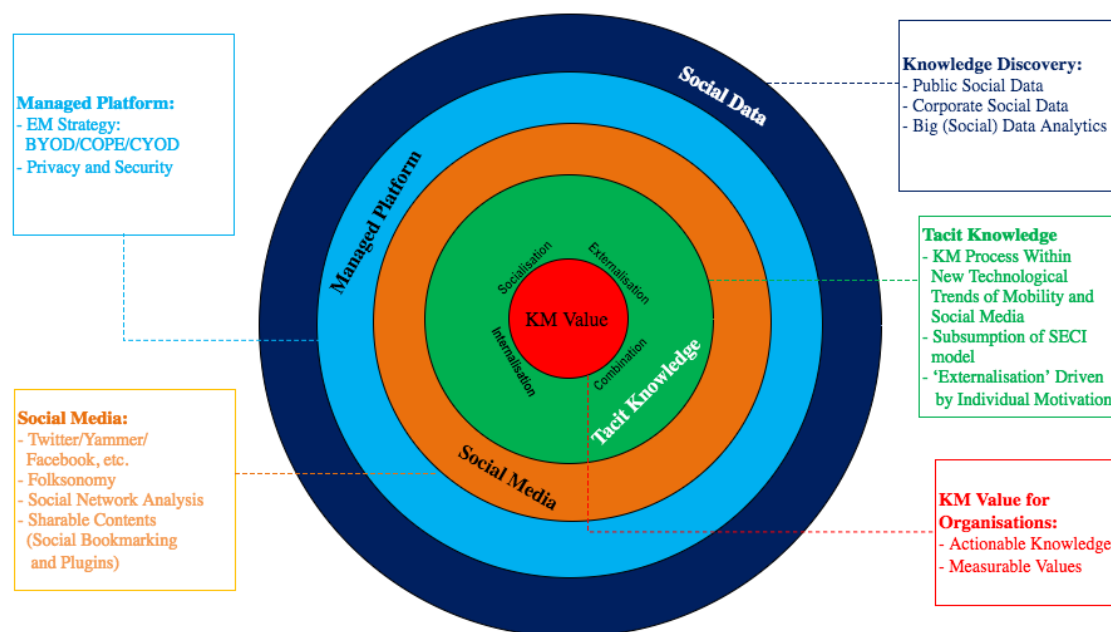 Managed Platform:
- EM Strategy:
BYOD/COPE/CYOD
- Privacy and Security
Social Media:
- Twitter/Yammer/
Facebook, etc.
- Folksonomy
- Social Network Analysis
- Sharable Contents
(Social Bookmarking
and Plugins)
Social Data
Managed Platform
Social Media
Tacit Knowledge
Socialisation
Externalisation
Internalisation
Combination
KM Value
Knowledge Discovery:
- Public Social Data
- Corporate Social Data
- Big (Social) Data Analytics
Tacit Knowledge
- KM Process Within
New Technological
Trends of Mobility and
Social Media
- Subsumption of SECI
model
- ‘Externalisation’ Driven
by Individual Motivation
KM Value for
Organisations:
- Actionable Knowledge
- Measurable Values